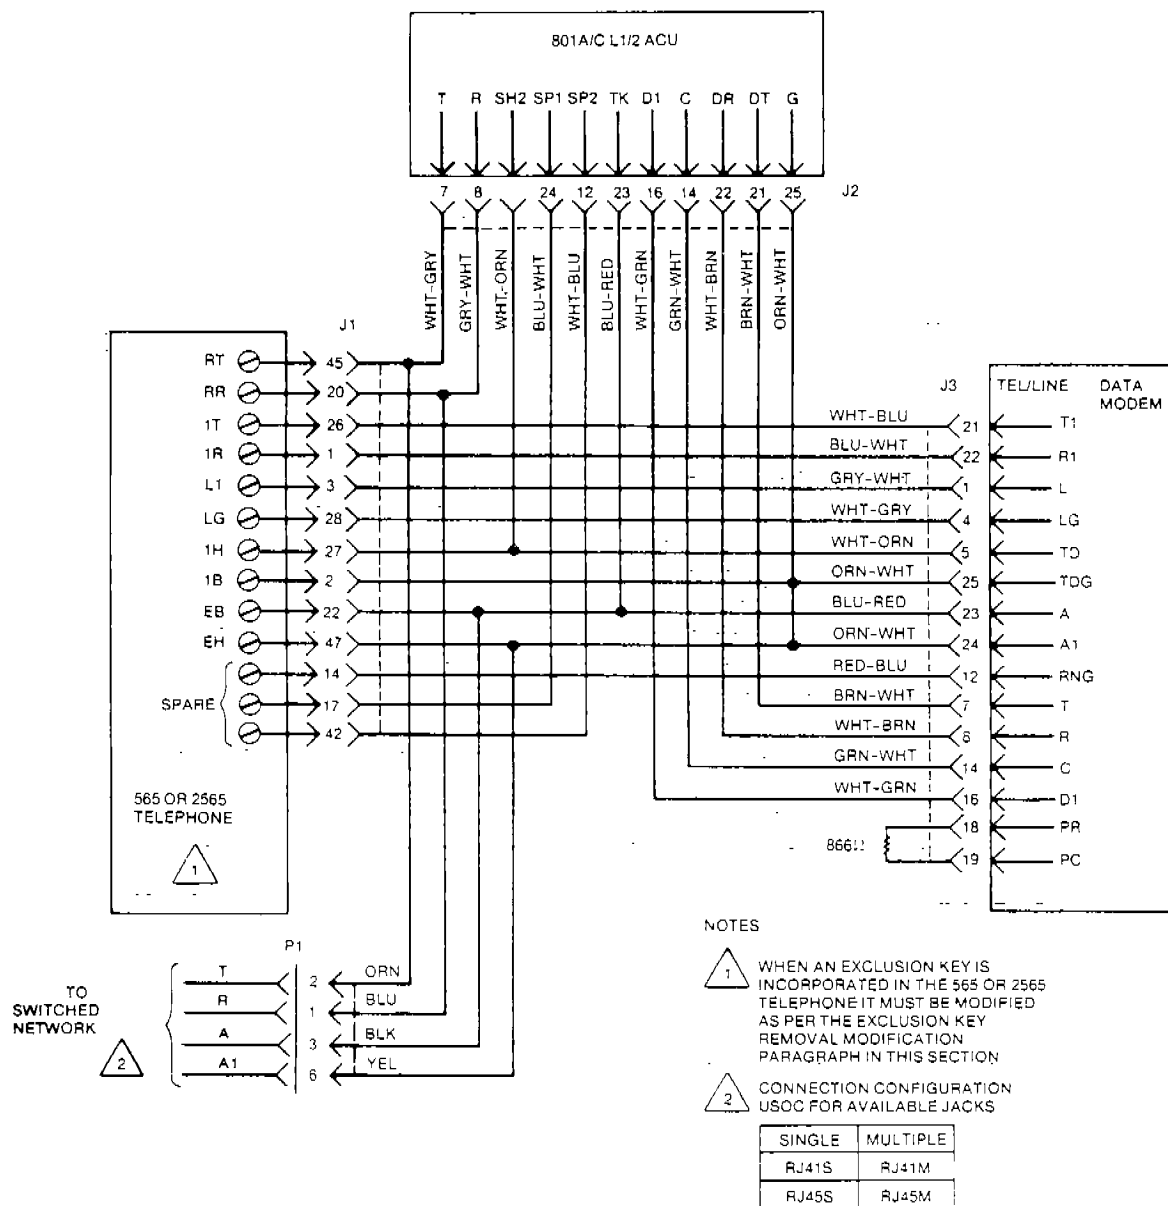 801A/C L1/2 ACU
T R SH2 SP1 SP2 TK D1 C DR DT G
7 8 24 12 23 16 14 22 21 25 J2
WHT-GRY
GRY-WHT
WHT-ORN
BLU-WHT
WHT-BLU
BLU-RED
WHT-GRN
GRN-WHT
WHT-BRN
BRN-WHT
ORN-WHT
J1
RT 45
RR 20
1T 26
1R 1
L1 3
LG 28
1H 27
1B 2
EB 22
EH 47
14
SPARE 17
42
565 OR 2565
TELEPHONE
1
J3 TEL/LINE DATA
MODEM
WHT-BLU 21 T1
BLU-WHT 22 R1
GRY-WHT 1 L
WHT-GRY 4 LG
WHT-ORN 5 TD
ORN-WHT 25 TDG
BLU-RED 23 A
ORN-WHT 24 A1
RED-BLU 12 RNG
BRN-WHT 7 T
WHT-BRN 8 R
GRN-WHT 14 C
WHT-GRN 16 D1
18 PR
866Ω 19 PC
P1
TO
SWITCHED
NETWORK
2
T 2 ORN
R 1 BLU
A 3 BLK
A1 6 YEL
NOTES
1 WHEN AN EXCLUSION KEY IS
INCORPORATED IN THE 565 OR 2565
TELEPHONE IT MUST BE MODIFIED
AS PER THE EXCLUSION KEY
REMOVAL MODIFICATION
PARAGRAPH IN THIS SECTION
2 CONNECTION CONFIGURATION
USOC FOR AVAILABLE JACKS
SINGLE MULTIPLE
RJ41S RJ41M
RJ45S RJ45M